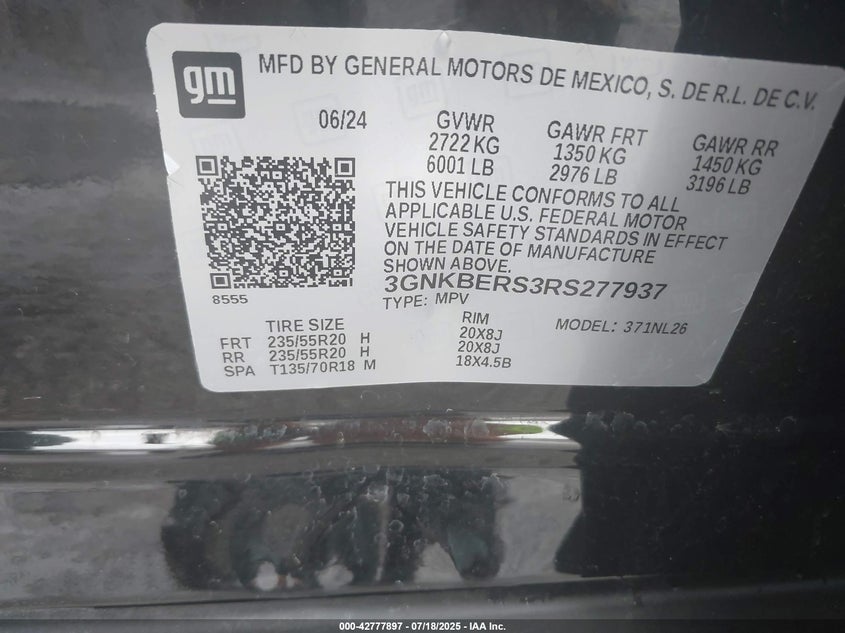 gm
MFD BY GENERAL MOTORS DE MEXICO, S. DE R.L. DE C.V.
06/24 GVWR GAWR FRT GAWR RR
2722 KG 1350 KG 1450 KG
6001 LB 2976 LB 3196 LB
THIS VEHICLE CONFORMS TO ALL
APPLICABLE U.S. FEDERAL MOTOR
VEHICLE SAFETY STANDARDS IN EFFECT
ON THE DATE OF MANUFACTURE
SHOWN ABOVE.
3GNKBERS3RS277937
8555
TYPE: MPV
TIRE SIZE RIM MODEL: 371NL26
FRT 235/55R20 H 20X8J
RR 235/55R20 H 20X8J
SPA T135/70R18 M 18X4.5B
000-42777897 - 07/18/2025 - IAA Inc.